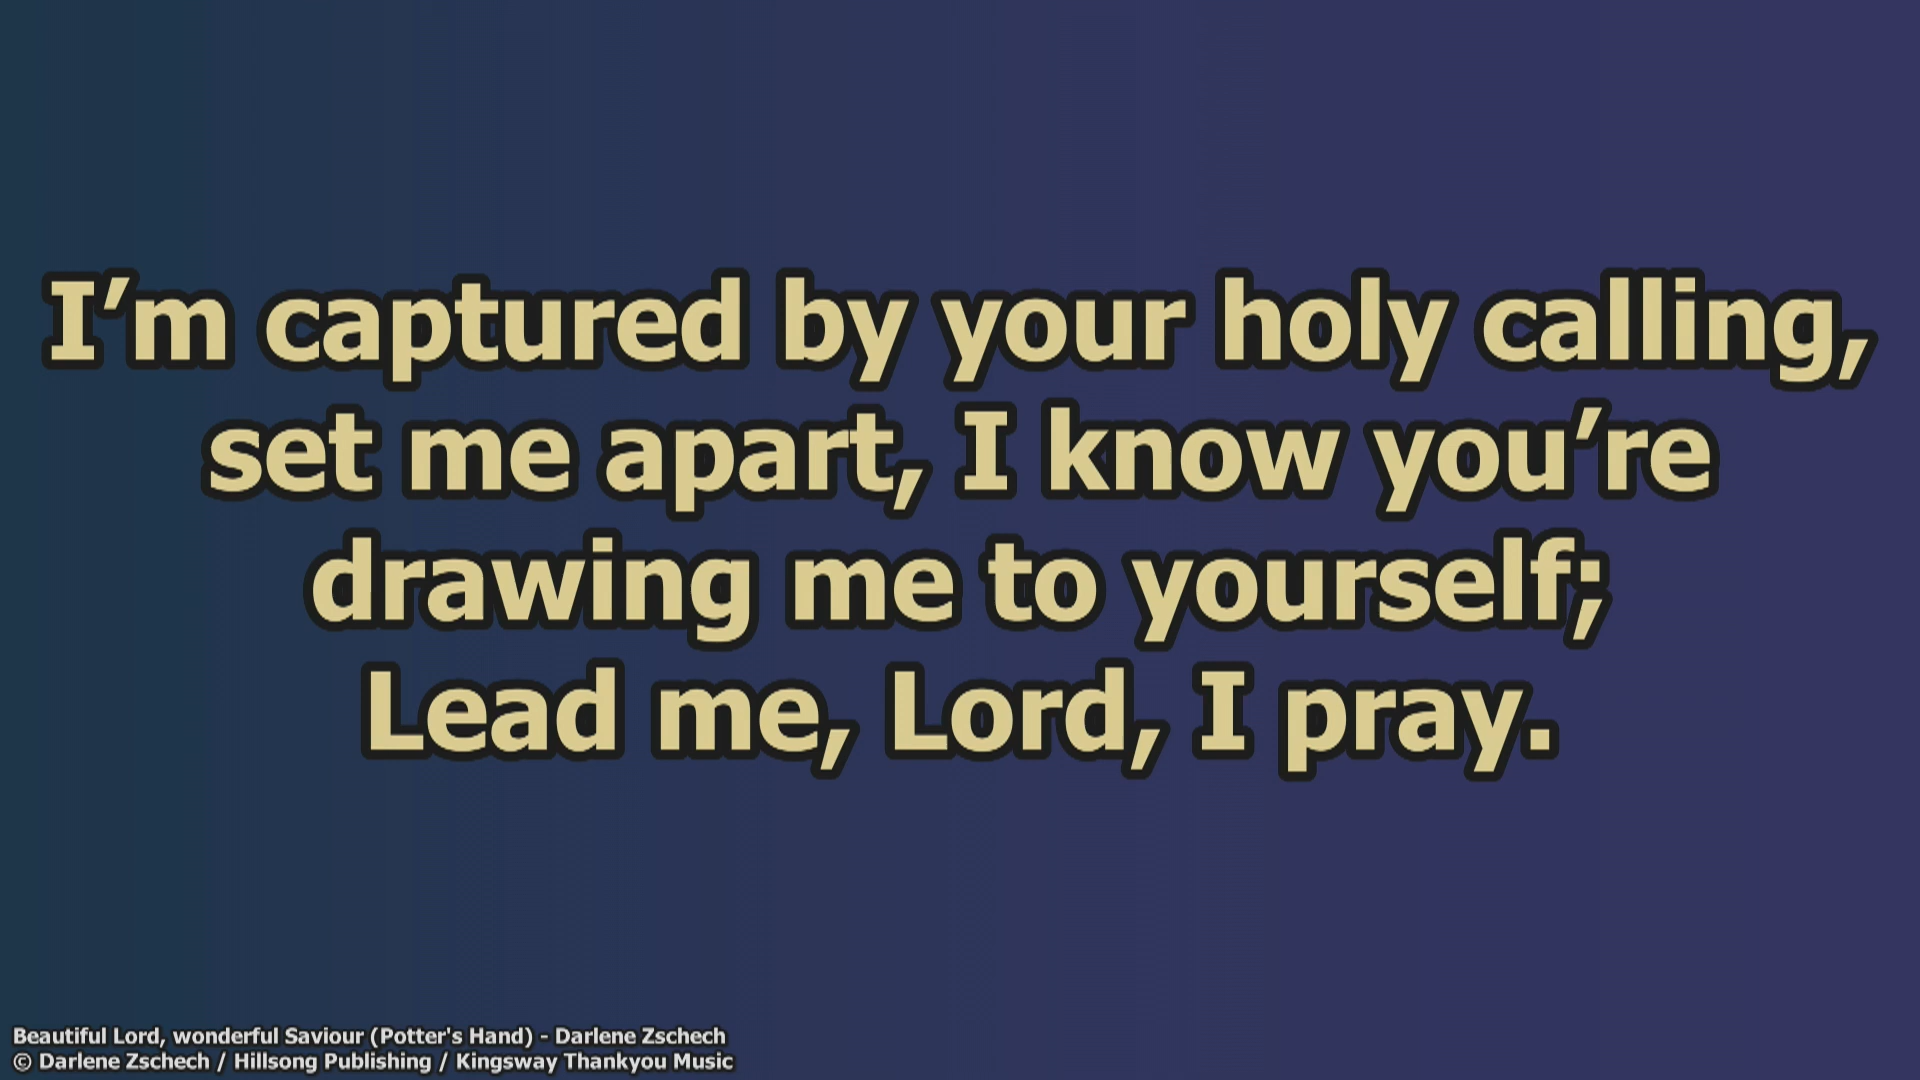 I’m captured by your holy calling,
set me apart, I know you’re
drawing me to yourself;
Lead me, Lord, I pray.
Beautiful Lord, wonderful Saviour (Potter's Hand) - Darlene Zschech
© Darlene Zschech / Hillsong Publishing / Kingsway Thankyou Music